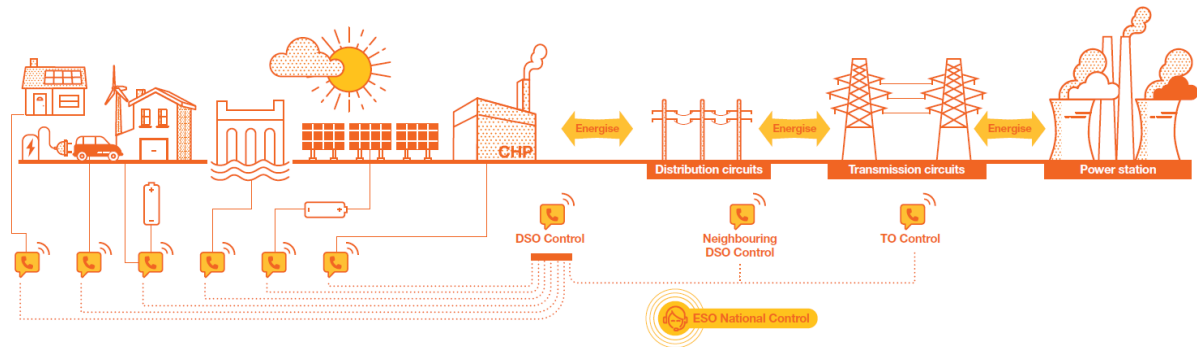 CHP
Energise
Energise
Energise
Distribution circuits
Transmission circuits
Power station
DSO Control
Neighbouring
DSO Control
TO Control
ESO National Control